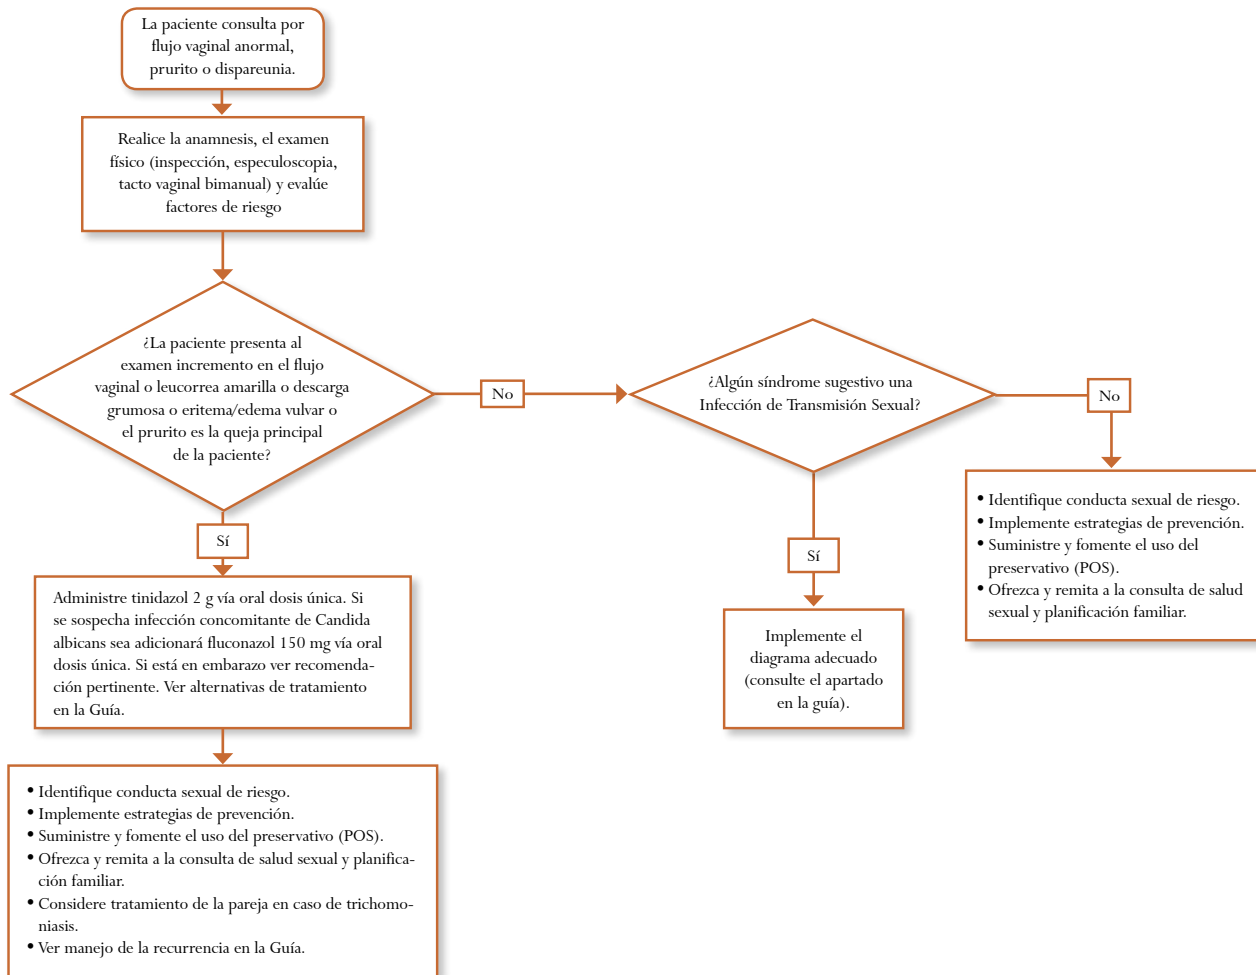 La paciente consulta por
flujo vaginal anormal,
prurito o dispareunia.
Realice la anamnesis, el examen
físico (inspección, especuloscopia,
tacto vaginal bimanual) y evalúe
factores de riesgo
¿La paciente presenta al
examen incremento en el flujo
vaginal o leucorrea amarilla o descarga
grumosa o eritema/edema vulvar o
el prurito es la queja principal
de la paciente?
No
¿Algún síndrome sugestivo una
Infección de Transmisión Sexual?
No
• Identifique conducta sexual de riesgo.
• Implemente estrategias de prevención.
• Suministre y fomente el uso del
preservativo (POS).
• Ofrezca y remita a la consulta de salud
sexual y planificación familiar.
Sí
Implemente el
diagrama adecuado
(consulte el apartado
en la guía).
Sí
Administre tinidazol 2 g vía oral dosis única. Si
se sospecha infección concomitante de Candida
albicans sea adicionará fluconazol 150 mg vía oral
dosis única. Si está en embarazo ver recomenda-
ción pertinente. Ver alternativas de tratamiento
en la Guía.
• Identifique conducta sexual de riesgo.
• Implemente estrategias de prevención.
• Suministre y fomente el uso del preservativo (POS).
• Ofrezca y remita a la consulta de salud sexual y planifica-
ción familiar.
• Considere tratamiento de la pareja en caso de trichomo-
niasis.
• Ver manejo de la recurrencia en la Guía.